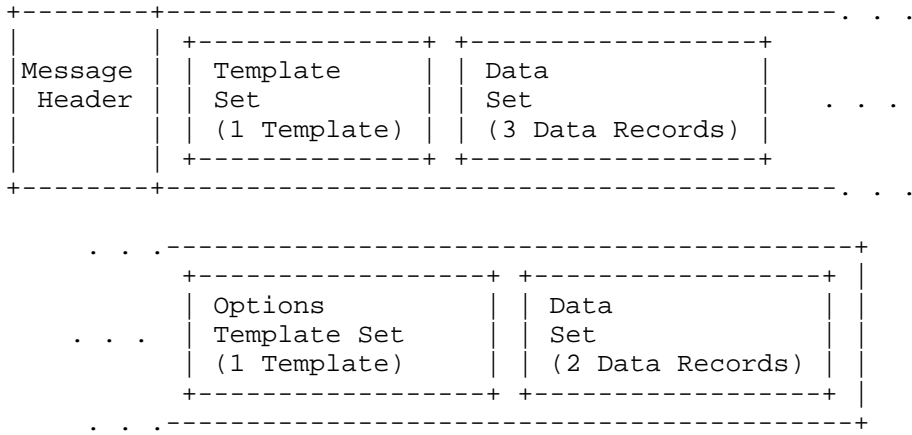 Message Header
Template Set (1 Template)
Data Set (3 Data Records)
. . .
Options Template Set (1 Template)
Data Set (2 Data Records)